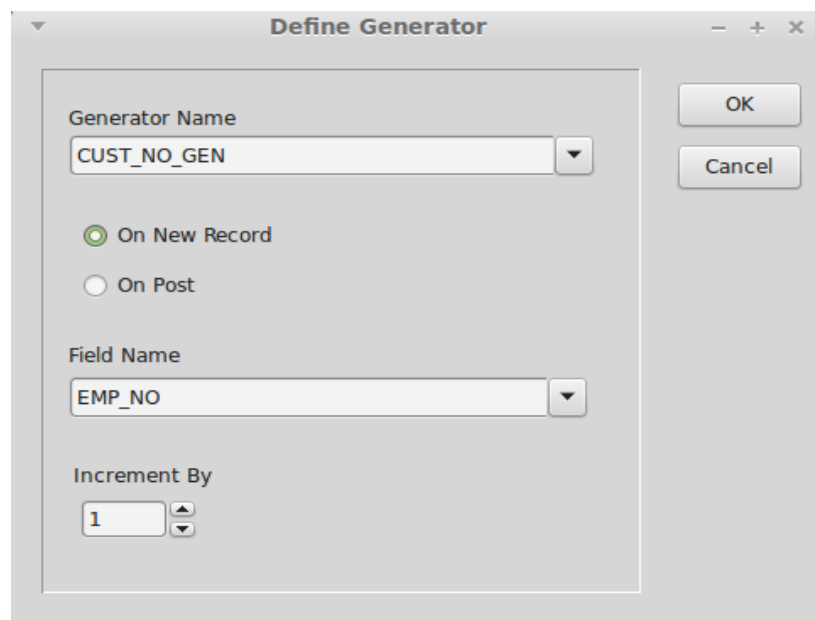 Define Generator
Generator Name
CUST_NO_GEN
On New Record
On Post
Field Name
EMP_NO
Increment By
1
OK
Cancel